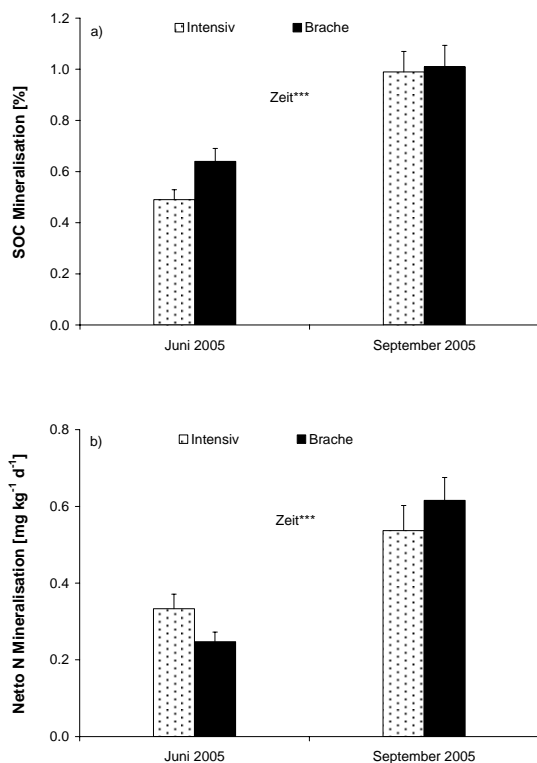 a)
Intensiv
Brache
1.2
1.0
0.8
0.6
0.4
0.2
0.0
SOC Mineralisation [%]
Zeit***
Juni 2005
September 2005
b)
Intensiv
Brache
0.8
0.6
0.4
0.2
0.0
Netto N Mineralisation [mg kg⁻¹ d⁻¹]
Zeit***
Juni 2005
September 2005